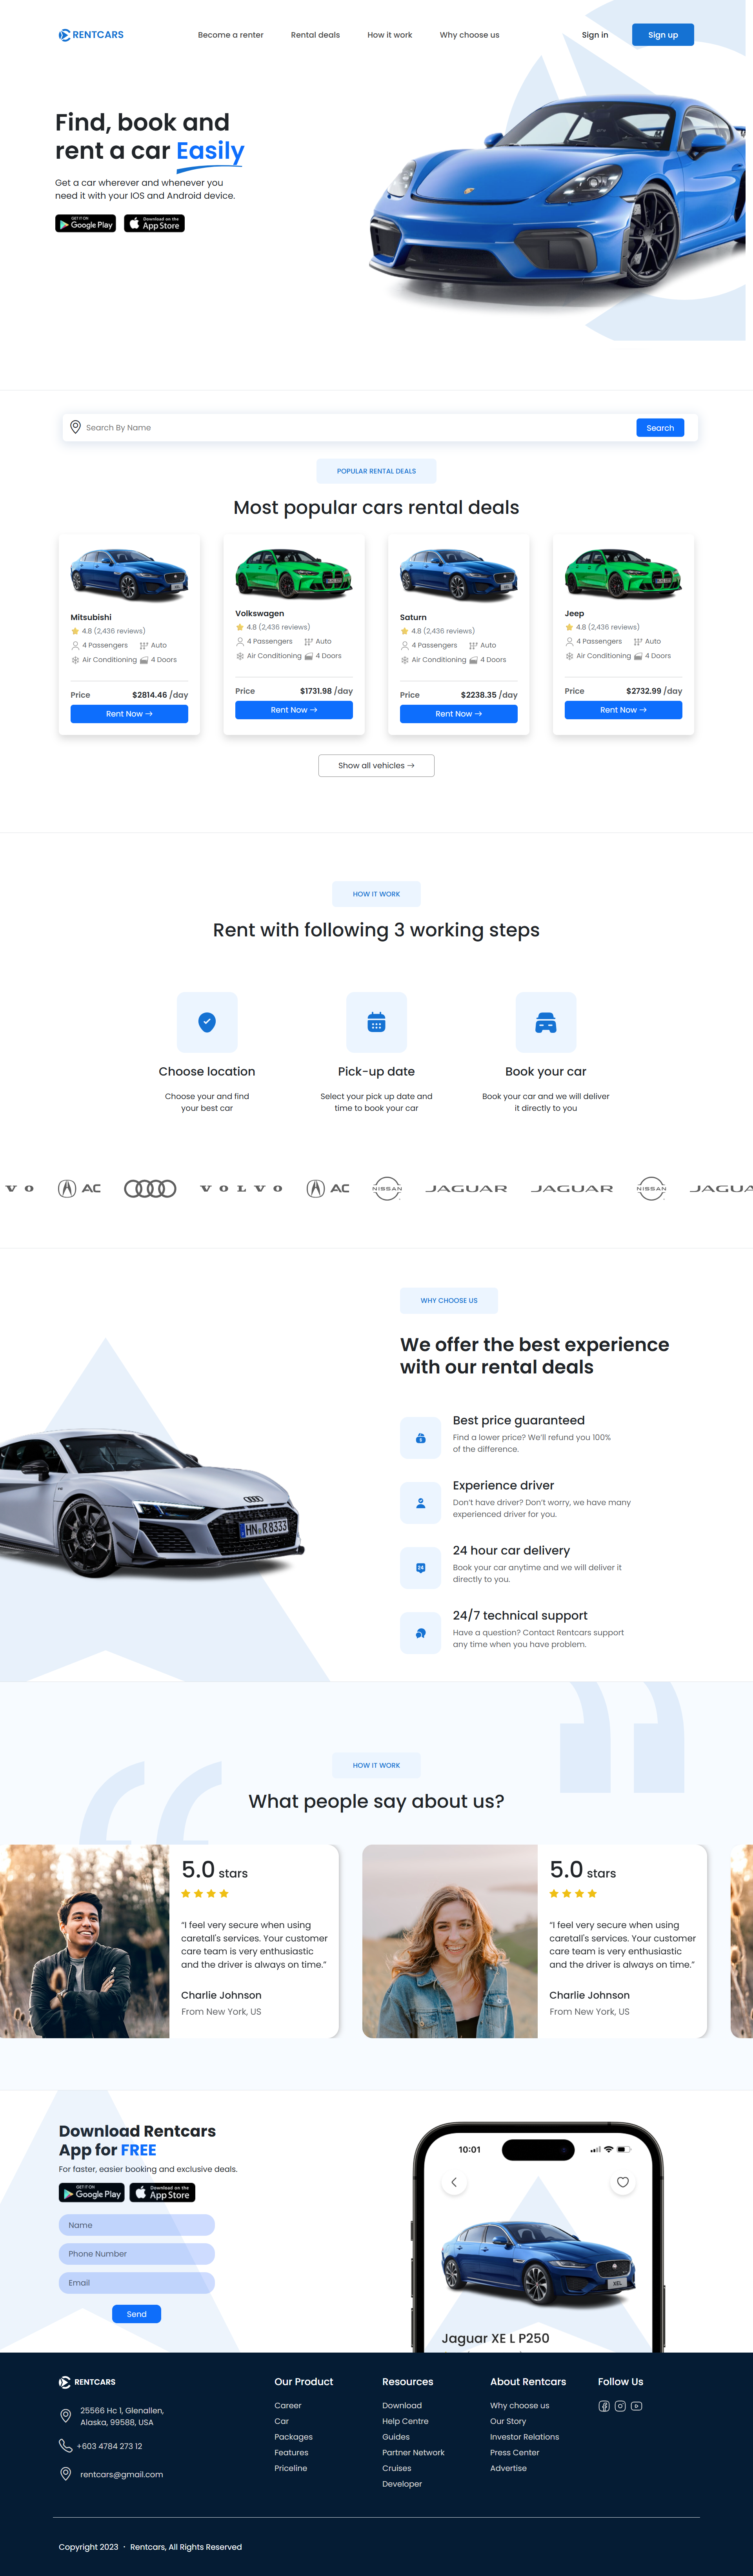 RENTCARS
Become a renter
Rental deals
How it work
Why choose us
Sign in
Sign up
Find, book and
rent a car Easily
Get a car wherever and whenever you
need it with your IOS and Android device.
GET IT ON
Google Play
Download on the
App Store
Search By Name
Search
POPULAR RENTAL DEALS
Most popular cars rental deals
Mitsubishi
4.8 (2,436 reviews)
4 Passengers
Auto
Air Conditioning
4 Doors
Price
$2814.46 /day
Rent Now →
Volkswagen
4.8 (2,436 reviews)
4 Passengers
Auto
Air Conditioning
4 Doors
Price
$1731.98 /day
Rent Now →
Saturn
4.8 (2,436 reviews)
4 Passengers
Auto
Air Conditioning
4 Doors
Price
$2238.35 /day
Rent Now →
Jeep
4.8 (2,436 reviews)
4 Passengers
Auto
Air Conditioning
4 Doors
Price
$2732.99 /day
Rent Now →
Show all vehicles →
HOW IT WORK
Rent with following 3 working steps
Choose location
Choose your and find
your best car
Pick-up date
Select your pick up date and
time to book your car
Book your car
Book your car and we will deliver
it directly to you
VO
AC
VOLVO
AC
NISSAN
JAGUAR
JAGUAR
NISSAN
JAGUA
WHY CHOOSE US
We offer the best experience
with our rental deals
HN R8333
Best price guaranteed
Find a lower price? We'll refund you 100%
of the difference.
Experience driver
Don't have driver? Don't worry, we have many
experienced driver for you.
24 hour car delivery
24
Book your car anytime and we will deliver it
directly to you.
24/7 technical support
Have a question? Contact Rentcars support
any time when you have problem.
HOW IT WORK
What people say about us?
5.0 stars
“I feel very secure when using
caretall's services. Your customer
care team is very enthusiastic
and the driver is always on time.”
Charlie Johnson
From New York, US
5.0 stars
“I feel very secure when using
caretall's services. Your customer
care team is very enthusiastic
and the driver is always on time.”
Charlie Johnson
From New York, US
Download Rentcars
App for FREE
For faster, easier booking and exclusive deals.
GET IT ON
Google Play
Download on the
App Store
Name
Phone Number
Email
Send
10:01
XEL
Jaguar XE L P250
RENTCARS
25566 Hc 1, Glenallen,
Alaska, 99588, USA
+603 4784 273 12
rentcars@gmail.com
Our Product
Career
Car
Packages
Features
Priceline
Resources
Download
Help Centre
Guides
Partner Network
Cruises
Developer
About Rentcars
Why choose us
Our Story
Investor Relations
Press Center
Advertise
Follow Us
Copyright 2023 · Rentcars, All Rights Reserved